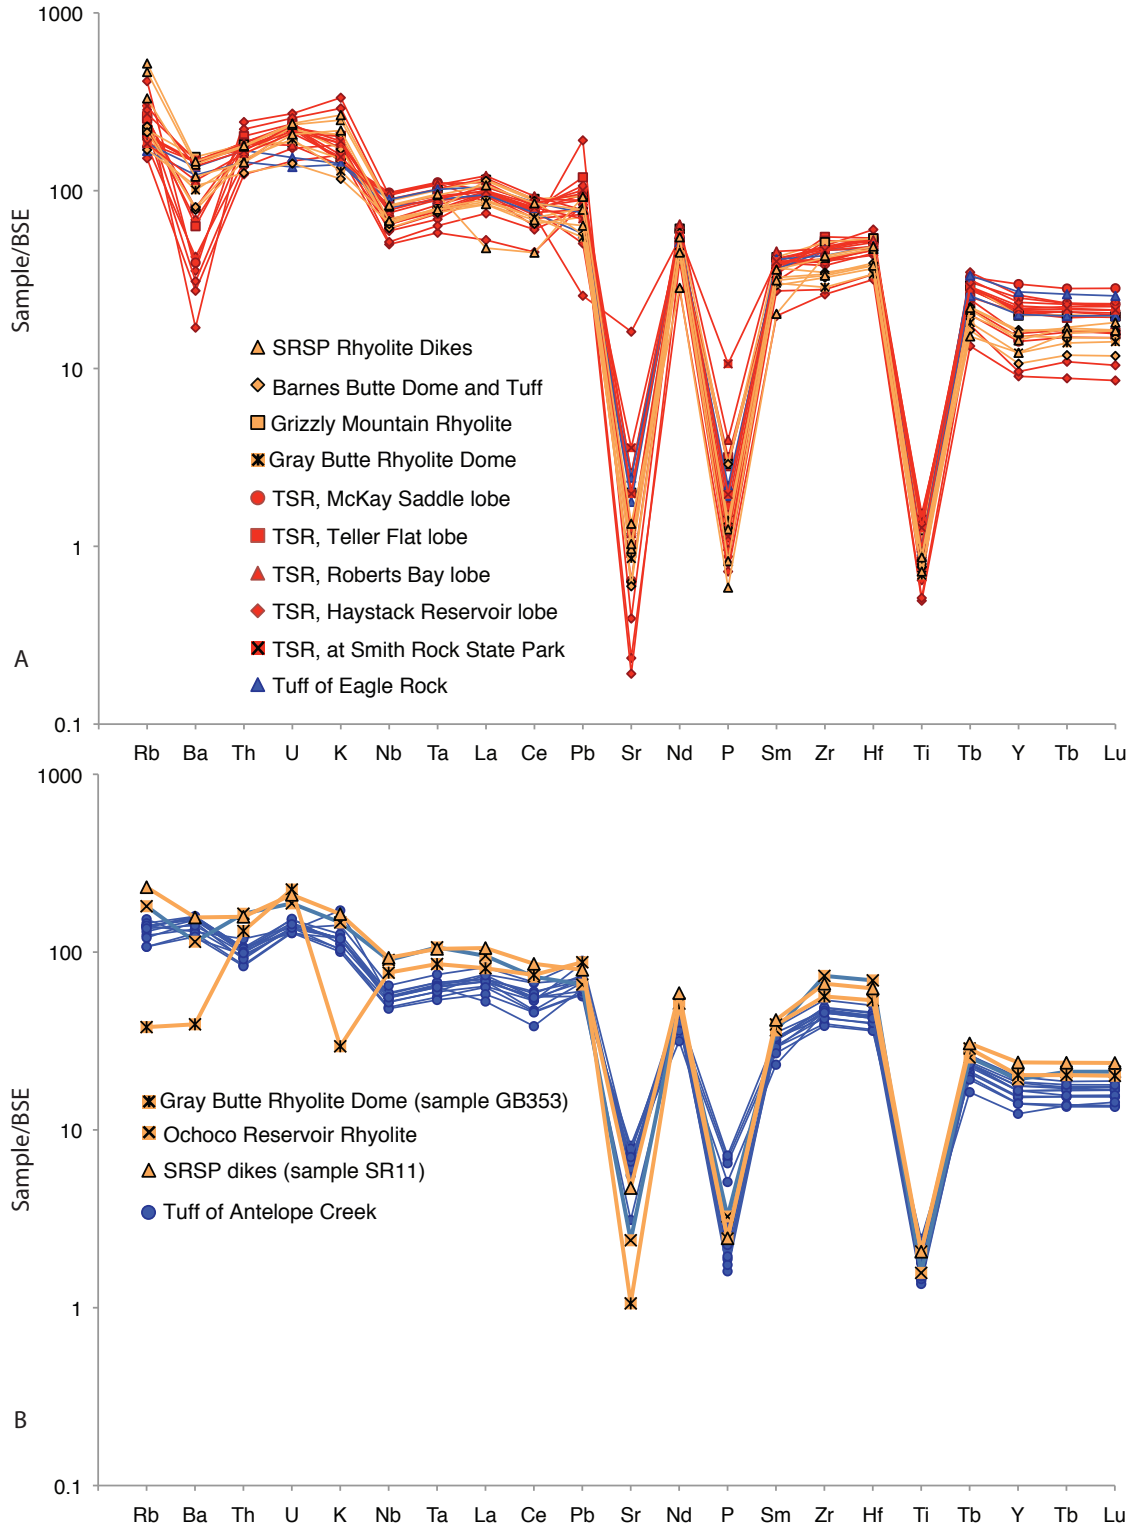 1000
100
10
1
0.1
Sample/BSE
A
SRSP Rhyolite Dikes
Barnes Butte Dome and Tuff
Grizzly Mountain Rhyolite
Gray Butte Rhyolite Dome
TSR, McKay Saddle lobe
TSR, Teller Flat lobe
TSR, Roberts Bay lobe
TSR, Haystack Reservoir lobe
TSR, at Smith Rock State Park
Tuff of Eagle Rock
Rb Ba Th U K Nb Ta La Ce Pb Sr Nd P Sm Zr Hf Ti Tb Y Tb Lu
1000
100
10
1
0.1
Sample/BSE
B
Gray Butte Rhyolite Dome (sample GB353)
Ochoco Reservoir Rhyolite
SRSP dikes (sample SR11)
Tuff of Antelope Creek
Rb Ba Th U K Nb Ta La Ce Pb Sr Nd P Sm Zr Hf Ti Tb Y Tb Lu